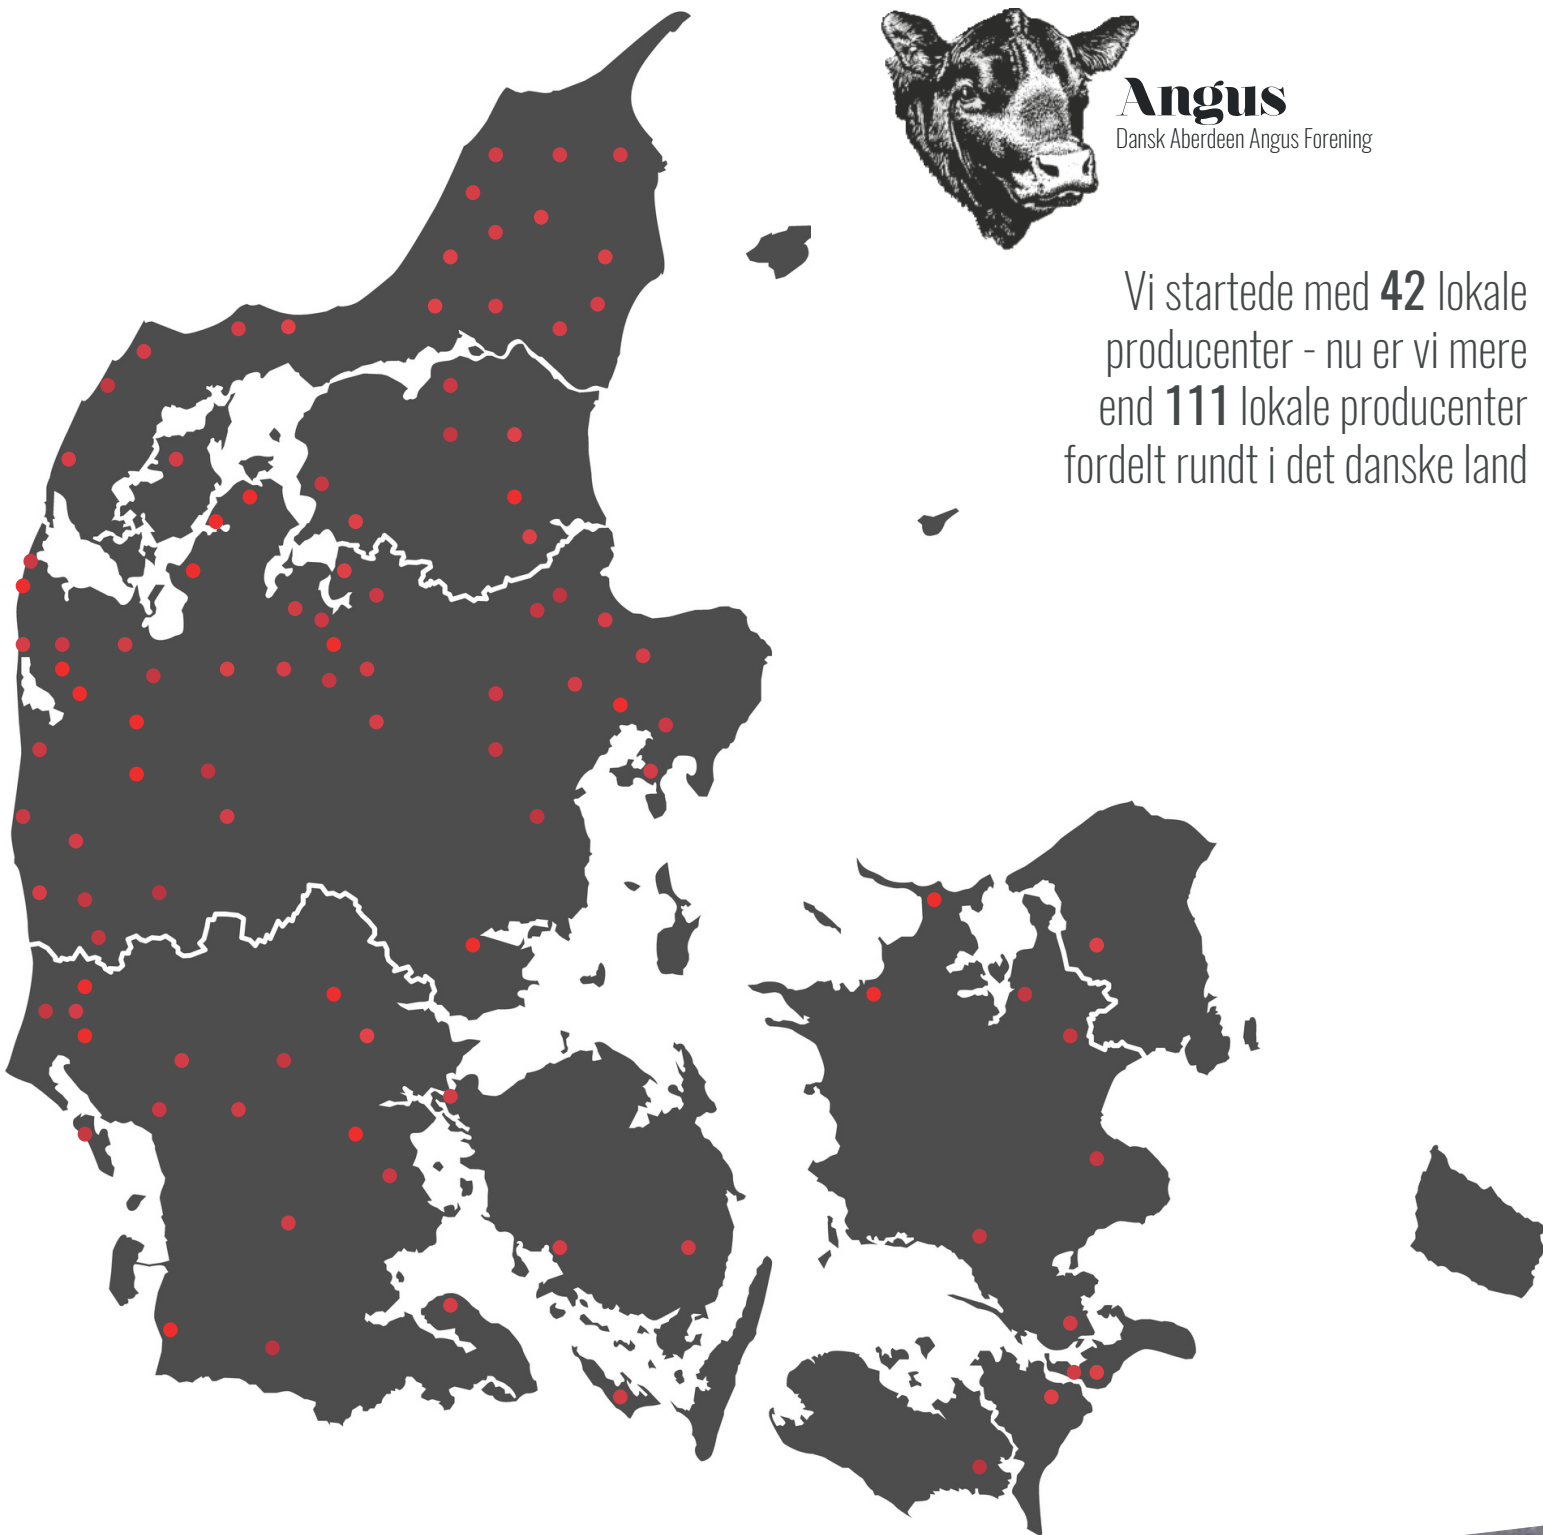 Angus
Dansk Aberdeen Angus Forening
Vi startede med 42 lokale
producenter - nu er vi mere
end 111 lokale producenter
fordelt rundt i det danske land